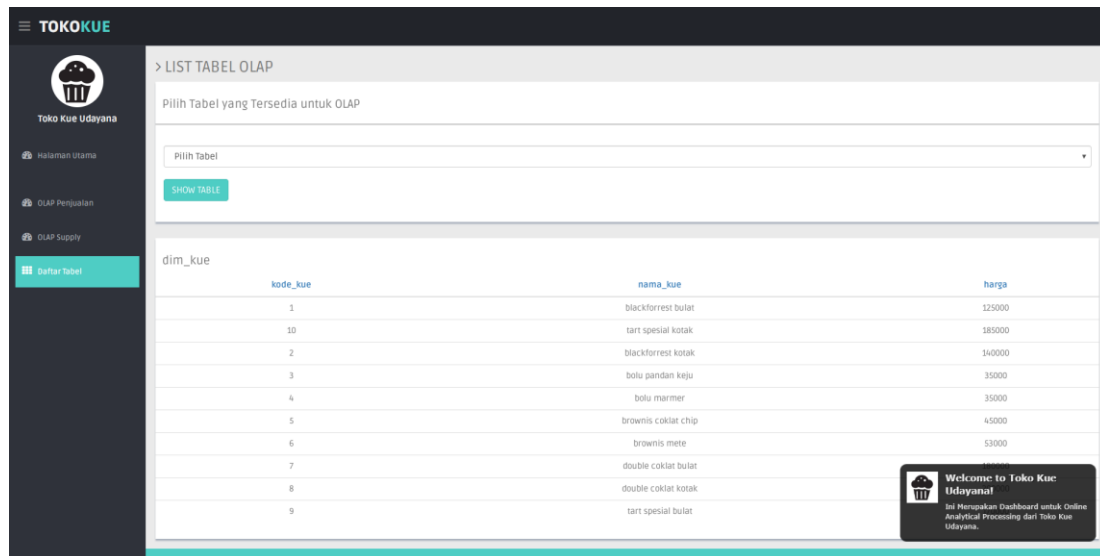 TOKOKUE
Toko Kue Udayana
Halaman Utama
OLAP Penjualan
OLAP Supply
Daftar Tabel
> LIST TABEL OLAP
Pilih Tabel yang Tersedia untuk OLAP
Pilih Tabel
SHOW TABLE
dim_kue
kode_kue nama_kue harga
1 blackforrest bulat 125000
10 tart spesial kotak 185000
2 blackforrest kotak 140000
3 bolu pandan keju 35000
4 bolu marmer 35000
5 brownis coklat chip 45000
6 brownis mete 53000
7 double coklat bulat
8 double coklat kotak
9 tart spesial bulat
Welcome to Toko Kue
Udayana!
Ini Merupakan Dashboard untuk Online
Analytical Processing dari Toko Kue
Udayana.